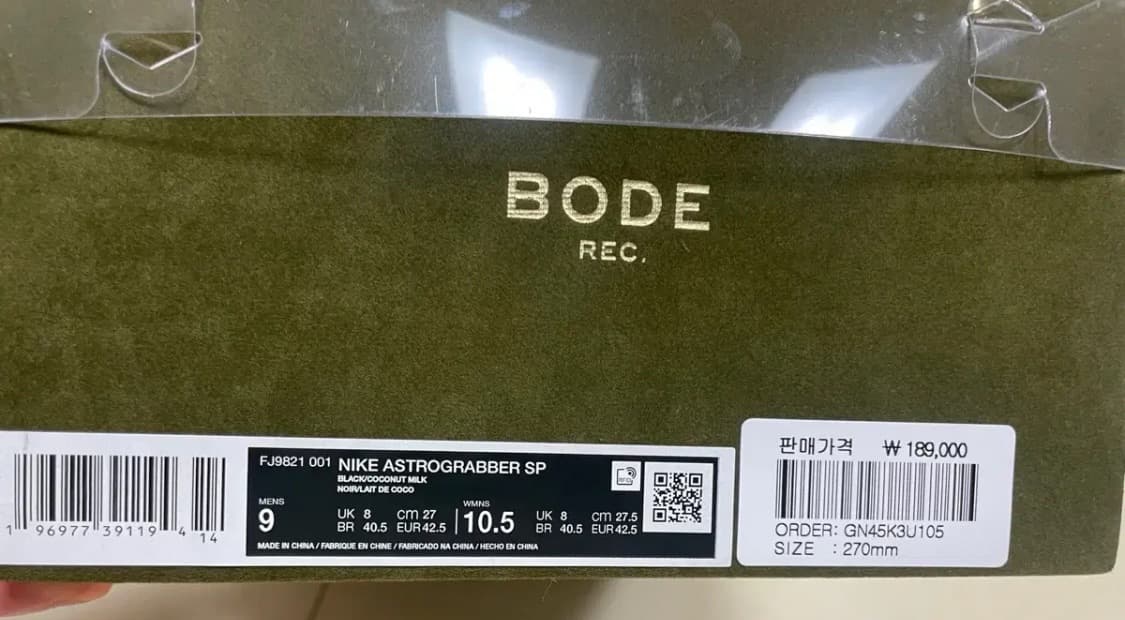 BODE
REC.
1 96977 39119 4
14
FJ9821 001 NIKE ASTROGRABBER SP
BLACK/COCONUT MILK
NOIR/LAIT DE COCO
MENS
9
UK 8 cm 27
BR 40.5 EUR 42.5
WMNS
10.5
UK 8 cm 27.5
BR 40.5 EUR 42.5
MADE IN CHINA / FABRIQUE EN CHINE / FABRICADO NA CHINA / HECHO EN CHINA
RFID
판매가격 ₩ 189,000
ORDER: GN45K3U105
SIZE : 270mm